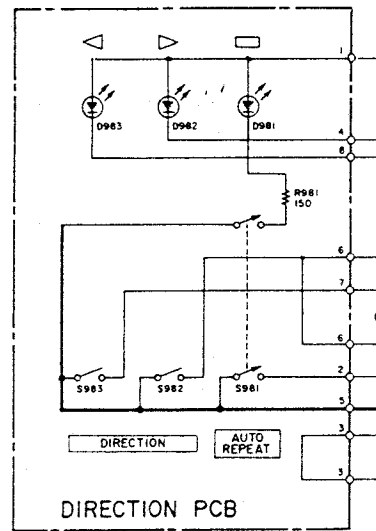 1
D983
D982
D981
4
8
R981
150
6
7
6
S983
S982
S981
2
5
DIRECTION
AUTO
REPEAT
3
3
DIRECTION PCB